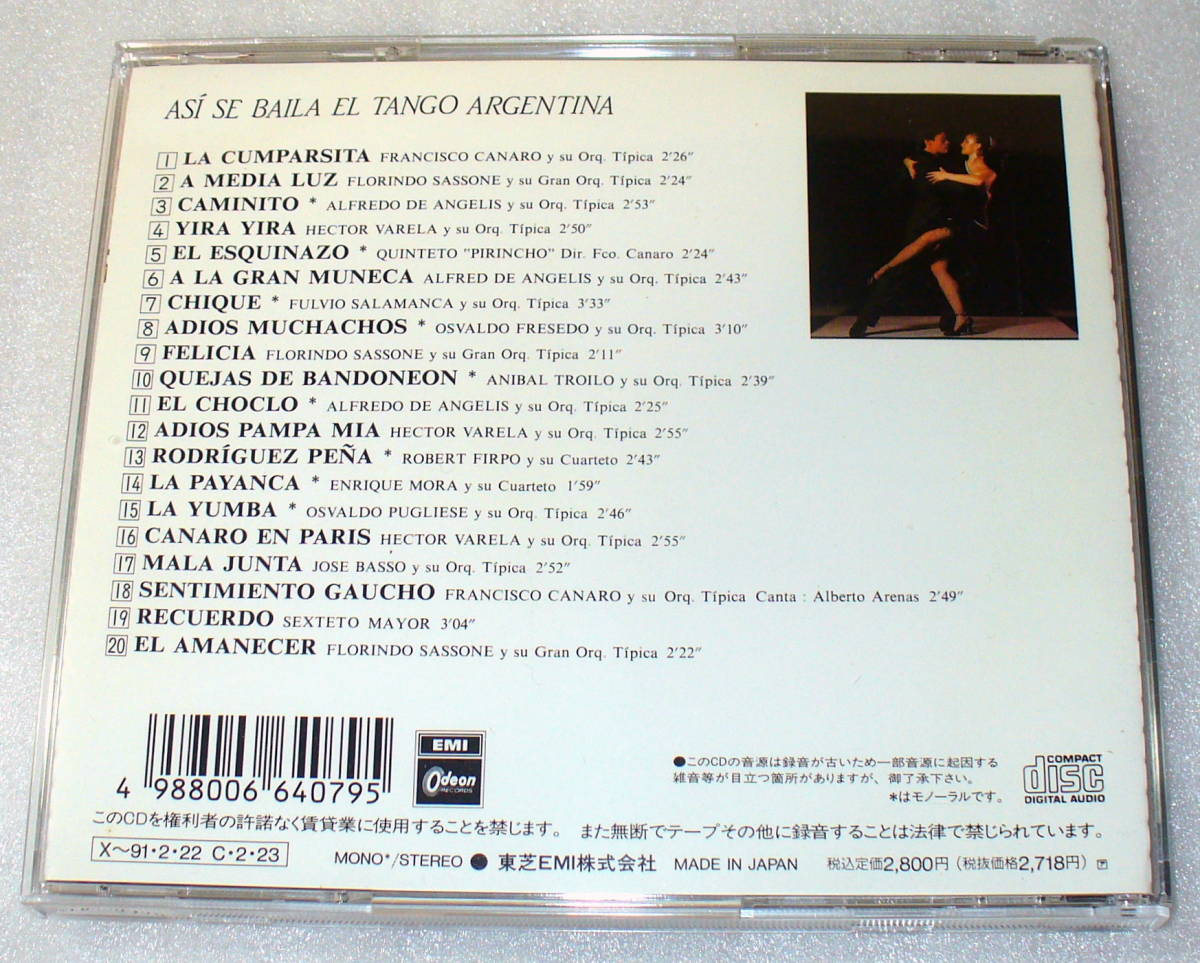 ASÍ SE BAILA EL TANGO ARGENTINA
1 LA CUMPARSITA FRANCISCO CANARO y su Orq. Típica 2'26"
2 A MEDIA LUZ FLORINDO SASSONE y su Gran Orq. Típica 2'24"
3 CAMINITO * ALFREDO DE ANGELIS y su Orq. Típica 2'53"
4 YIRA YIRA HECTOR VARELA y su Orq. Típica 2'50"
5 EL ESQUINAZO * QUINTETO "PIRINCHO" Dir. Fco. Canaro 2'24"
6 A LA GRAN MUNECA ALFRED DE ANGELIS y su Orq. Típica 2'43"
7 CHIQUE * FULVIO SALAMANCA y su Orq. Típica 3'33"
8 ADIOS MUCHACHOS * OSVALDO FRESEDO y su Orq. Típica 3'10"
9 FELICIA FLORINDO SASSONE y su Gran Orq. Típica 2'11"
10 QUEJAS DE BANDONEON * ANIBAL TROILO y su Orq. Típica 2'39"
11 EL CHOCLO * ALFREDO DE ANGELIS y su Orq. Típica 2'25"
12 ADIOS PAMPA MIA HECTOR VARELA y su Orq. Típica 2'55"
13 RODRÍGUEZ PEÑA * ROBERT FIRPO y su Cuarteto 2'43"
14 LA PAYANCA * ENRIQUE MORA y su Cuarteto 1'59"
15 LA YUMBA * OSVALDO PUGLIESE y su Orq. Típica 2'46"
16 CANARO EN PARIS HECTOR VARELA y su Orq. Típica 2'55"
17 MALA JUNTA JOSE BASSO y su Orq. Típica 2'52"
18 SENTIMIENTO GAUCHO FRANCISCO CANARO y su Orq. Típica Canta : Alberto Arenas 2'49"
19 RECUERDO SEXTETO MAYOR 3'04"
20 EL AMANECER FLORINDO SASSONE y su Gran Orq. Típica 2'22"
4 988006 640795
EMI
Odeon
RECORDS
●このCDの音源は録音が古いため一部音源に起因する
雑音等が目立つ箇所がありますが、御了承下さい。
*はモノーラルです。
COMPACT
disc
DIGITAL AUDIO
このCDを権利者の許諾なく賃貸業に使用することを禁じます。 また無断でテープその他に録音することは法律で禁じられています。
X〜91・2・22 C・2・23 MONO*/STEREO ● 東芝EMI株式会社 MADE IN JAPAN 税込定価2,800円(税抜価格2,718円) P